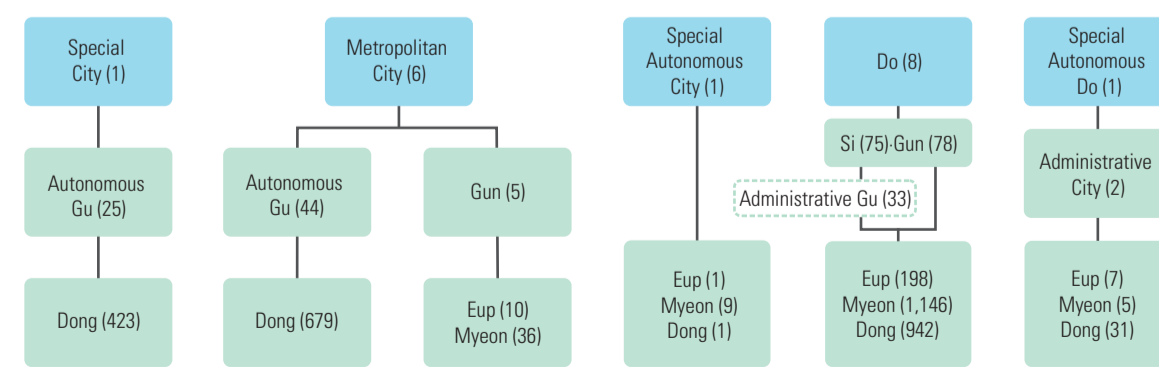 Special
City (1)
Metropolitan
City (6)
Special
Autonomous
City (1)
Do (8)
Special
Autonomous
Do (1)
Si (75)·Gun (78)
Autonomous
Gu (25)
Autonomous
Gu (44)
Gun (5)
Administrative Gu (33)
Administrative
City (2)
Dong (423)
Dong (679)
Eup (10)
Myeon (36)
Eup (1)
Myeon (9)
Dong (1)
Eup (198)
Myeon (1,146)
Dong (942)
Eup (7)
Myeon (5)
Dong (31)